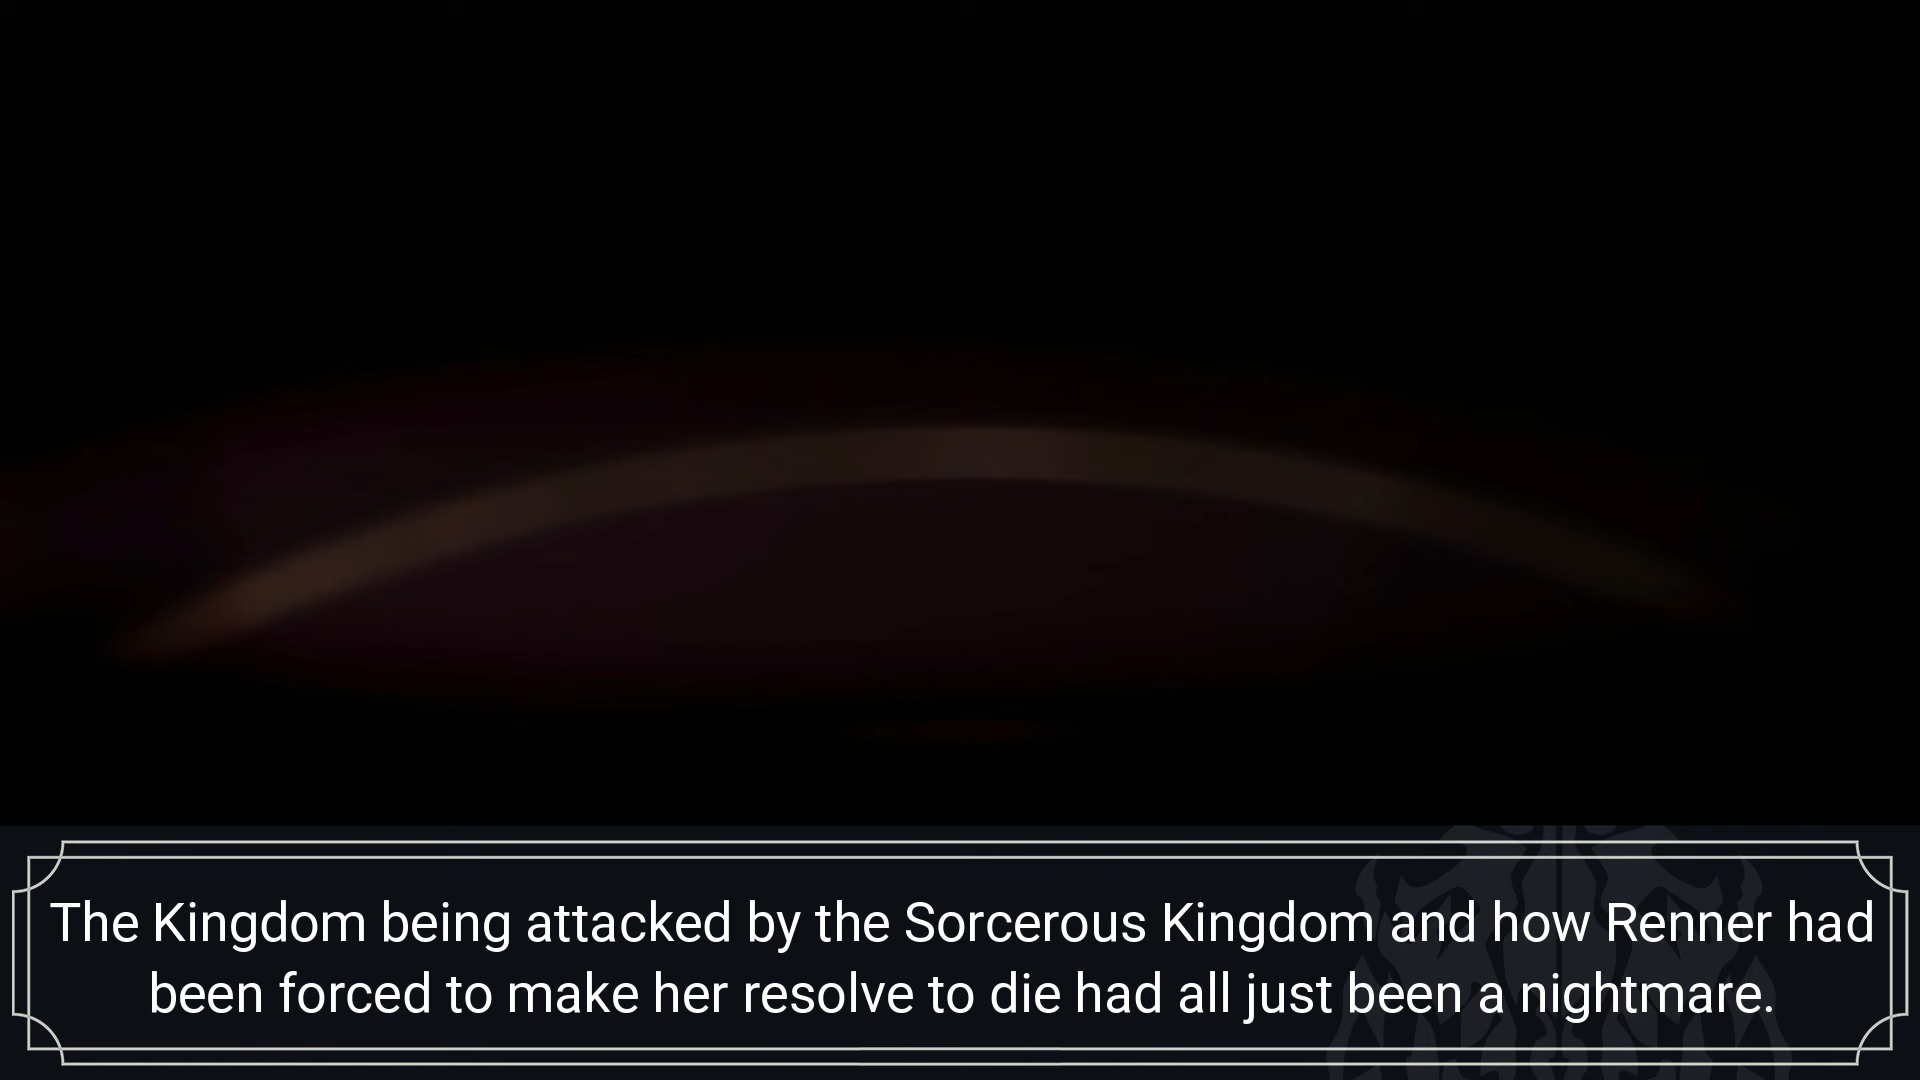 The Kingdom being attacked by the Sorcerous Kingdom and how Renner had
been forced to make her resolve to die had all just been a nightmare.